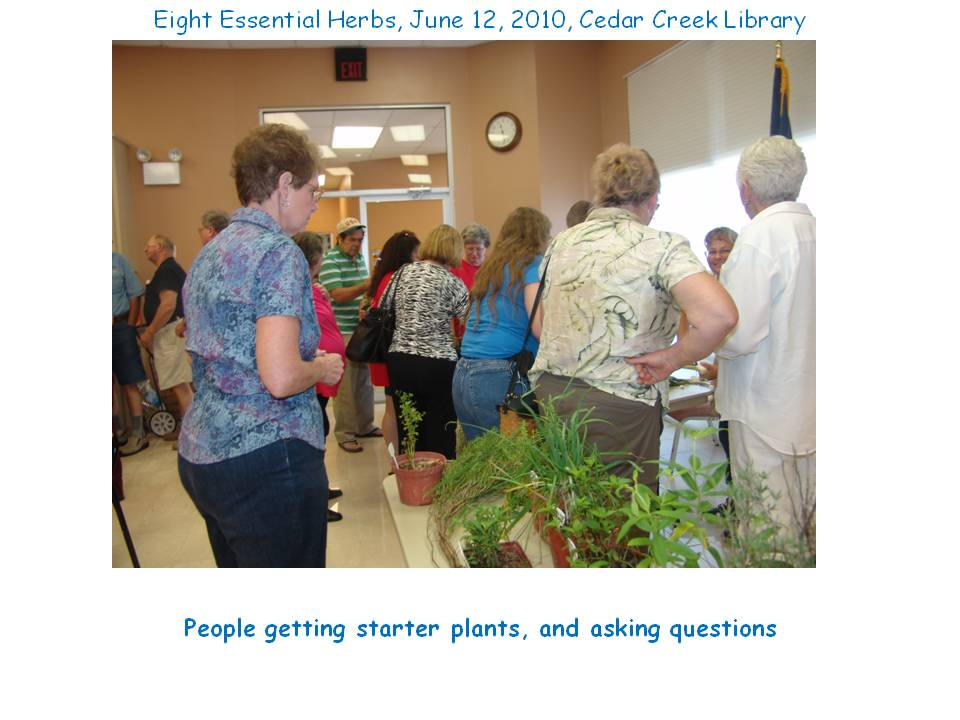 Eight Essential Herbs, June 12, 2010, Cedar Creek Library
EXIT
People getting starter plants, and asking questions